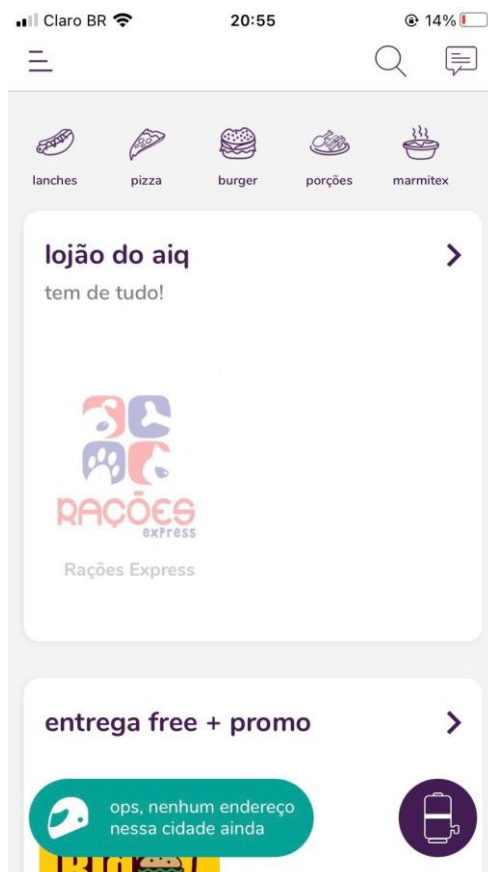 Claro BR 20:55 14%
lanches pizza burger porções marmitex
lojão do aiq
tem de tudo!
RAÇÕES
express
Rações Express
entrega free + promo
ops, nenhum endereço
nessa cidade ainda